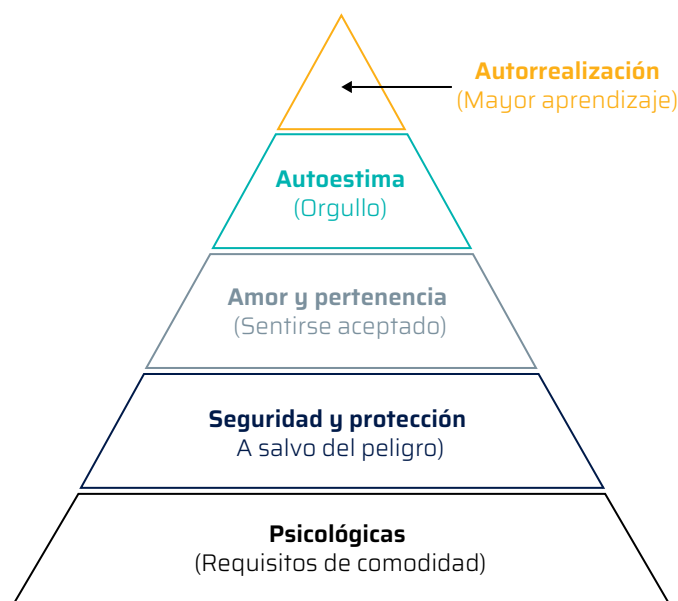 Autorrealización
(Mayor aprendizaje)
Autoestima
(Orgullo)
Amor y pertenencia
(Sentirse aceptado)
Seguridad y protección
A salvo del peligro)
Psicológicas
(Requisitos de comodidad)